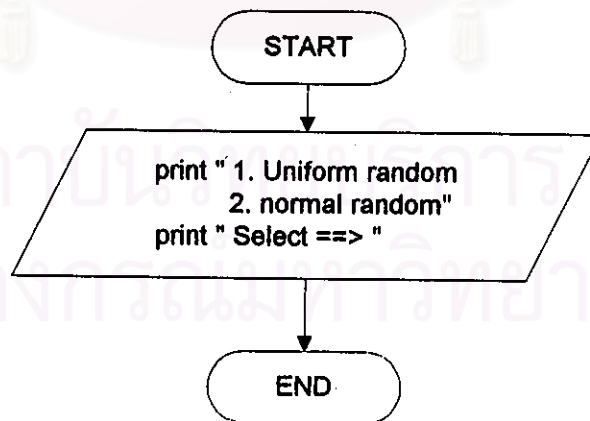 START
print " 1. Uniform random
2. normal random"
print " Select ==> "
END